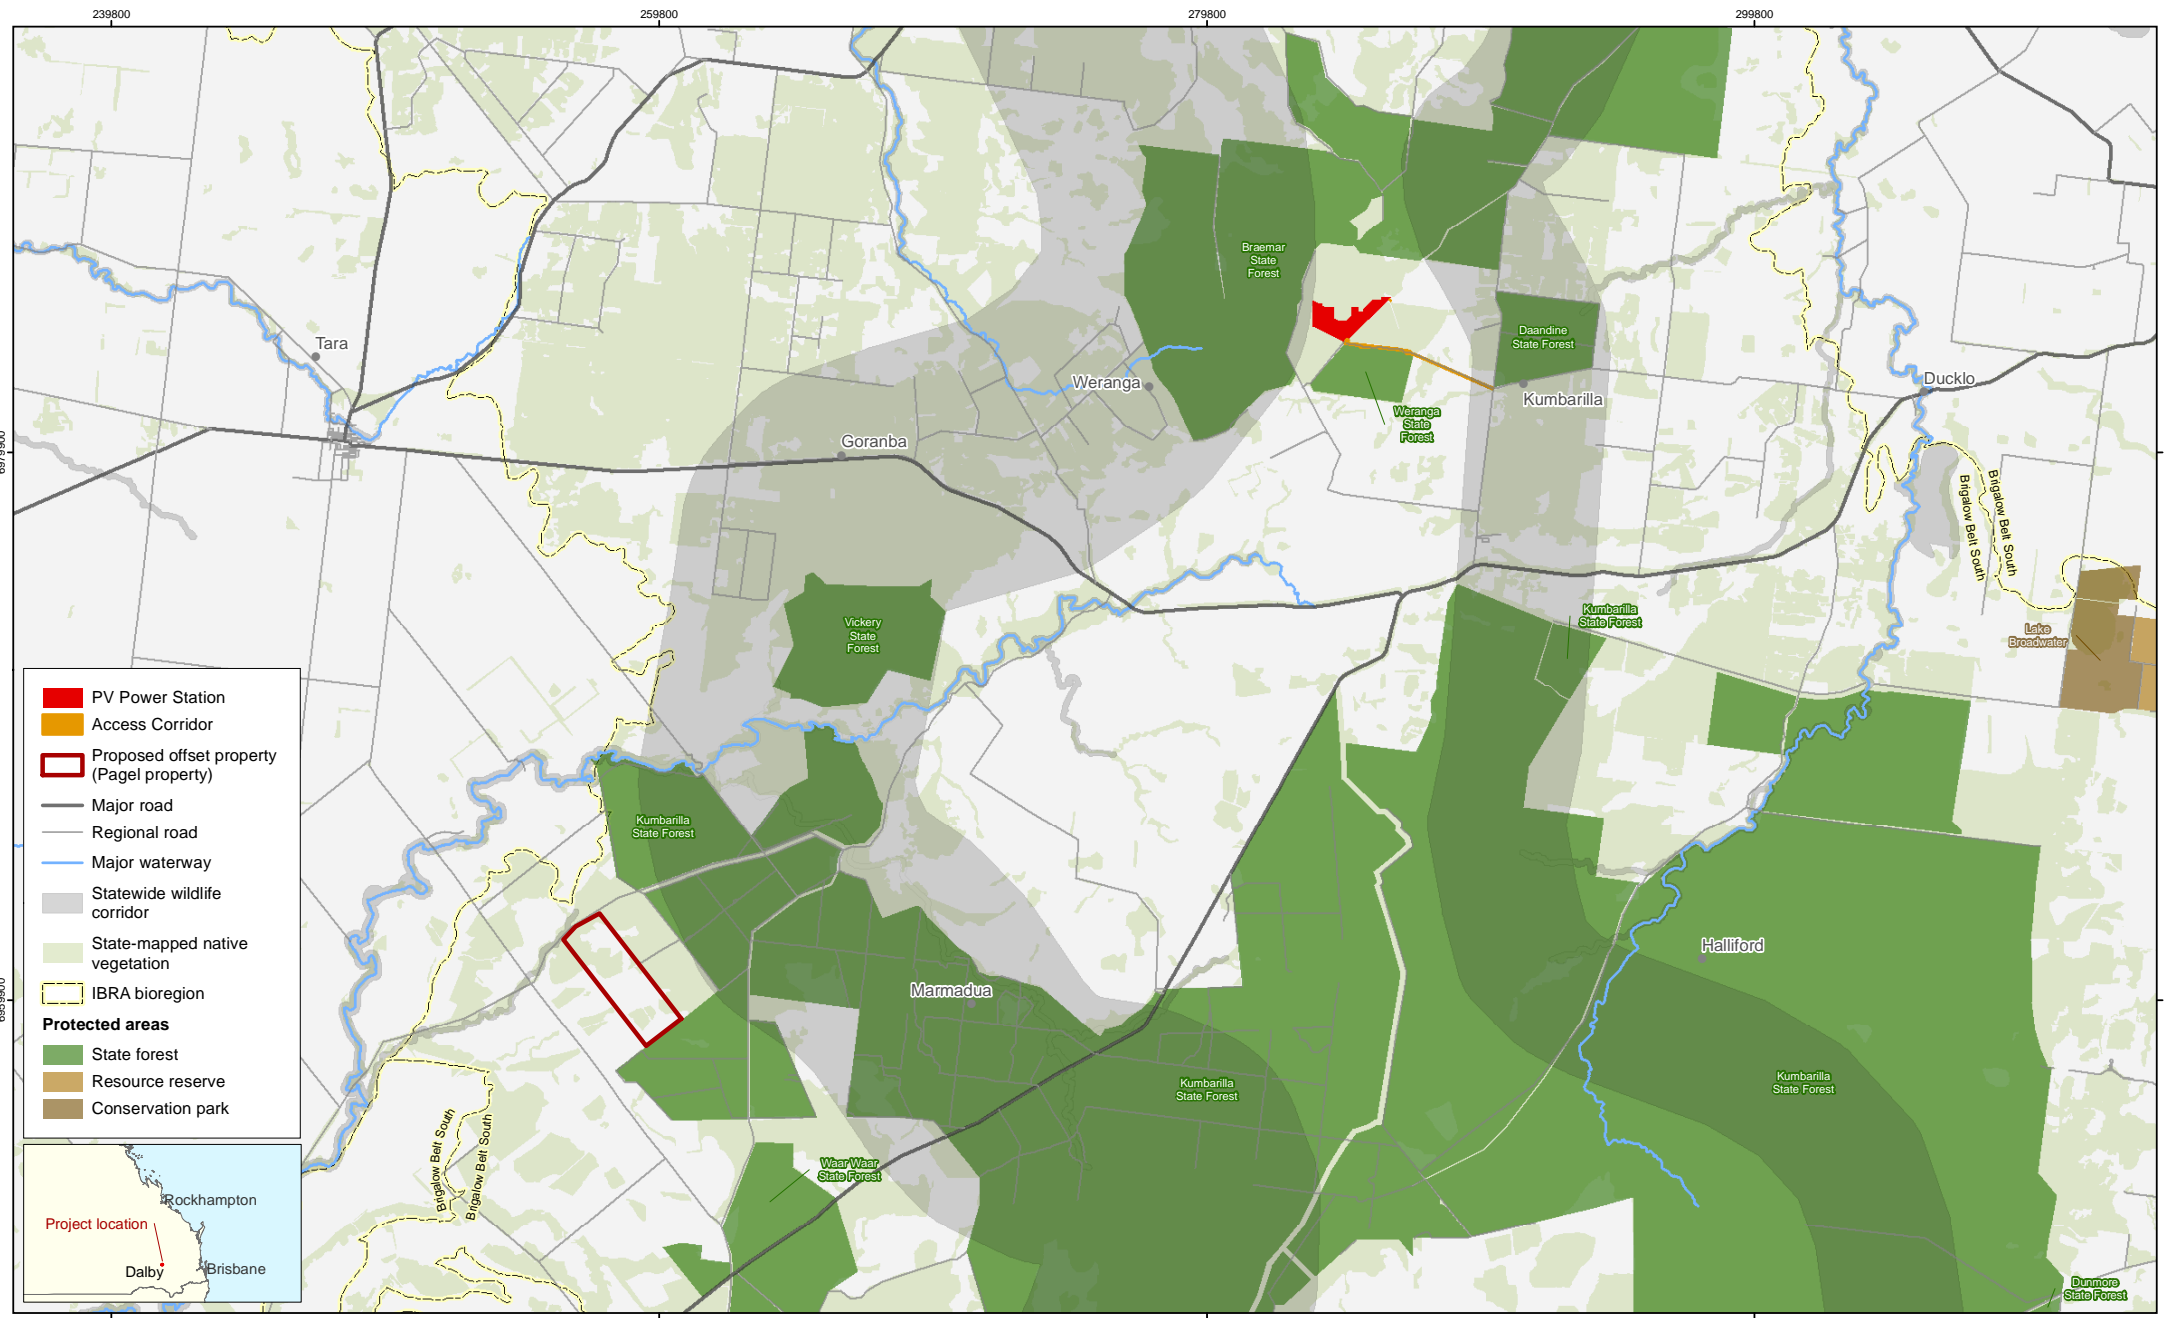 239800
259800
279800
299800
Braemar
State
Forest
Daandine
State Forest
Tara
Weranga
Ducklo
Kumbarilla
Weranga
State
Forest
Goranba
6979900
Brigalow Belt South
Brigalow Belt South
Vickery
State
Forest
Kumbarilla
State Forest
Lake
Broadwater
PV Power Station
Access Corridor
Proposed offset property
(Pagel property)
Major road
Regional road
Major waterway
Statewide wildlife
corridor
State-mapped native
vegetation
IBRA bioregion
Protected areas
State forest
Resource reserve
Conservation park
Kumbarilla
State Forest
Halliford
Marmadua
6959900
Kumbarilla
State Forest
Kumbarilla
State Forest
Brigalow Belt South
Brigalow Belt South
Waar Waar
State Forest
Dunmore
State Forest
Rockhampton
Project location
Dalby
Brisbane